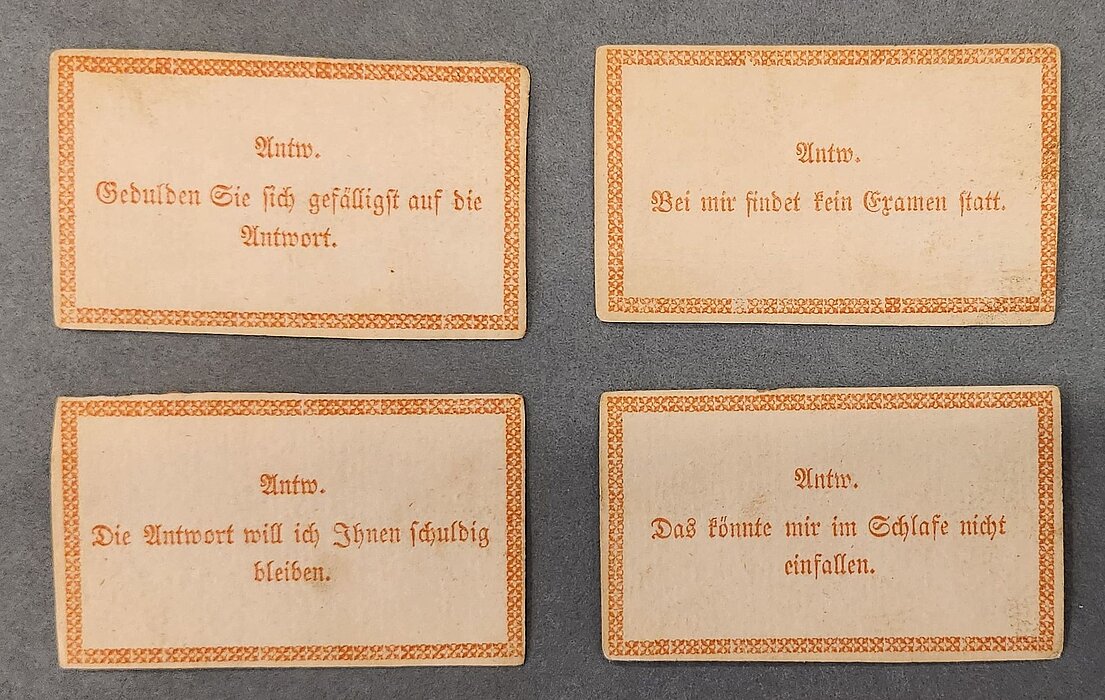 Antw.
Gedulden Sie sich gefälligst auf die
Antwort.
Antw.
Bei mir findet kein Examen statt.
Antw.
Die Antwort will ich Ihnen schuldig
bleiben.
Antw.
Das könnte mir im Schlafe nicht
einfallen.